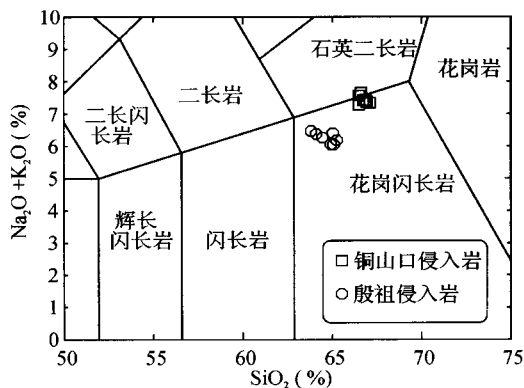 Na₂O+K₂O(%)
10
9
8
7
6
5
4
3
2
1
0
石英二长岩
花岗岩
二长岩
二长闪
长岩
花岗闪长岩
辉长
闪长岩
闪长岩
□ 铜山口侵入岩
○ 殷祖侵入岩
50 55 60 65 70 75
SiO₂(%)